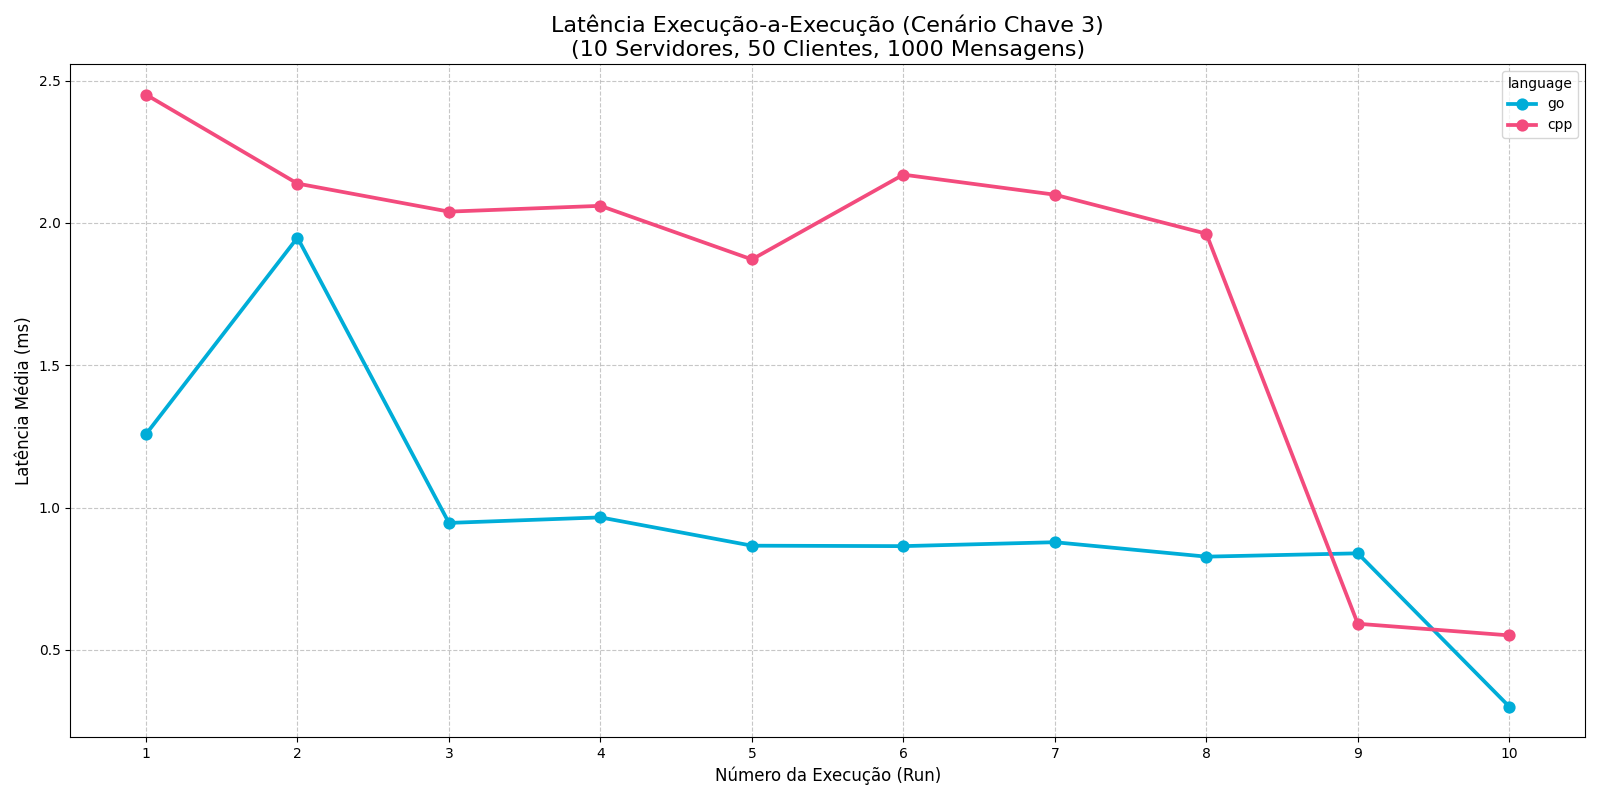 Latência Execução-a-Execução (Cenário Chave 3)
(10 Servidores, 50 Clientes, 1000 Mensagens)
language
go
cpp
Latência Média (ms)
2.5
2.0
1.5
1.0
0.5
1 2 3 4 5 6 7 8 9 10
Número da Execução (Run)